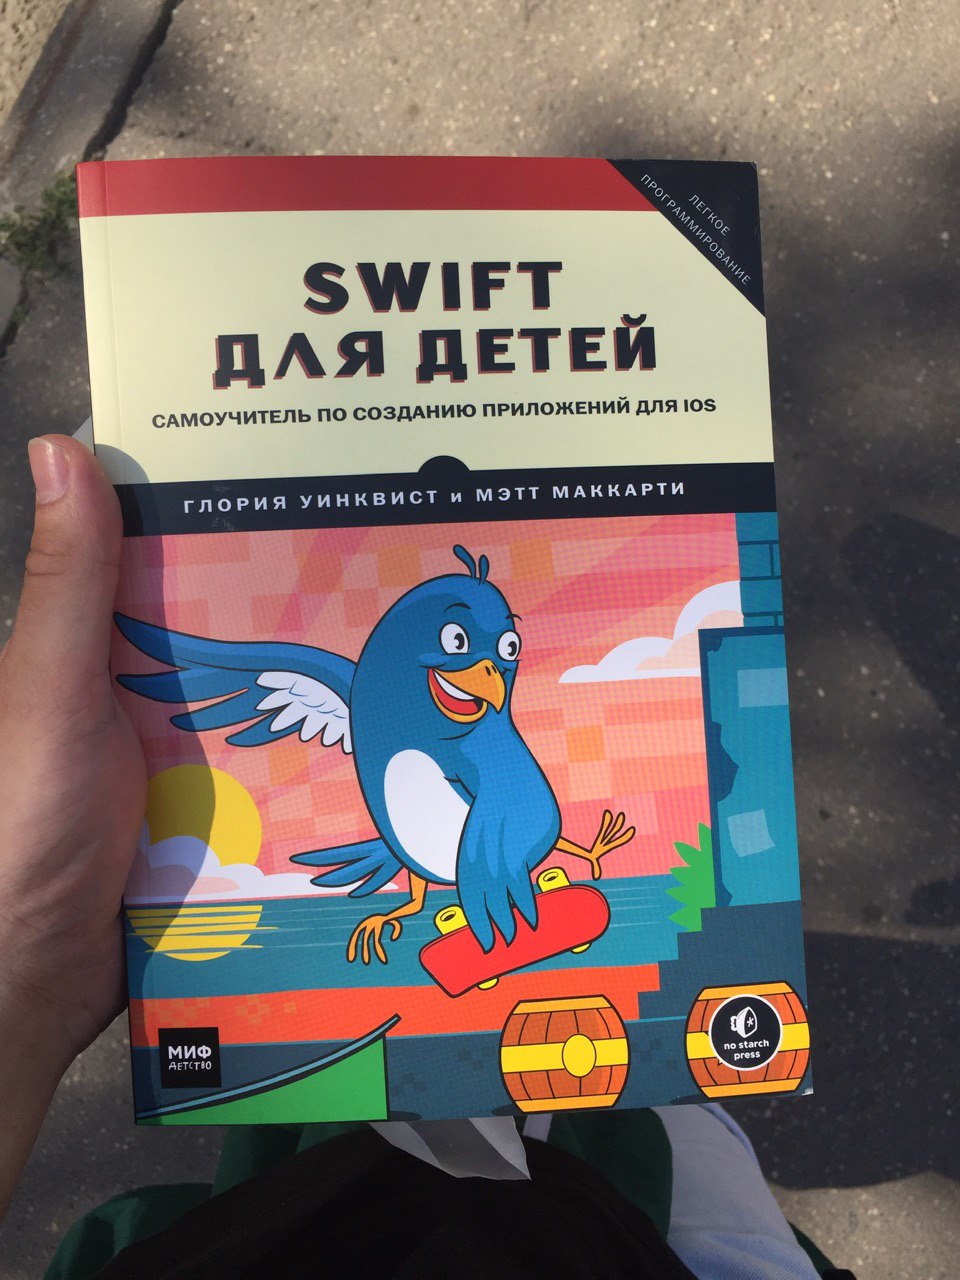 ЛЕГКОЕ
ПРОГРАММИРОВАНИЕ
SWIFT
ДЛЯ ДЕТЕЙ
САМОУЧИТЕЛЬ ПО СОЗДАНИЮ ПРИЛОЖЕНИЙ ДЛЯ IOS
ГЛОРИЯ УИНКВИСТ и МЭТТ МАККАРТИ
МИФ
ДЕТСТВО
no starch
press